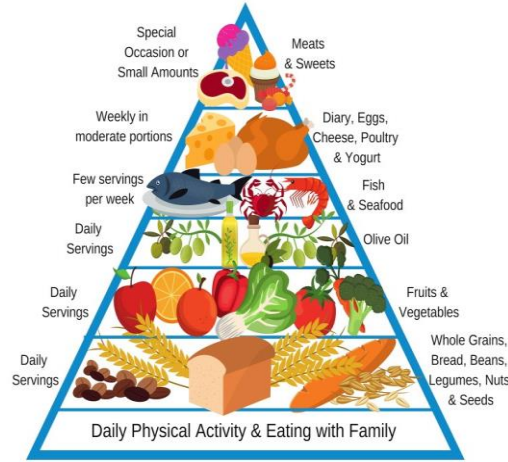 Special
Occasion or
Small Amounts
Meats
& Sweets
Weekly in
moderate portions
Diary, Eggs,
Cheese, Poultry
& Yogurt
Few servings
per week
Fish
& Seafood
Daily
Servings
Olive Oil
Daily
Servings
Fruits &
Vegetables
Daily
Servings
Whole Grains,
Bread, Beans,
Legumes, Nuts
& Seeds
Daily Physical Activity & Eating with Family